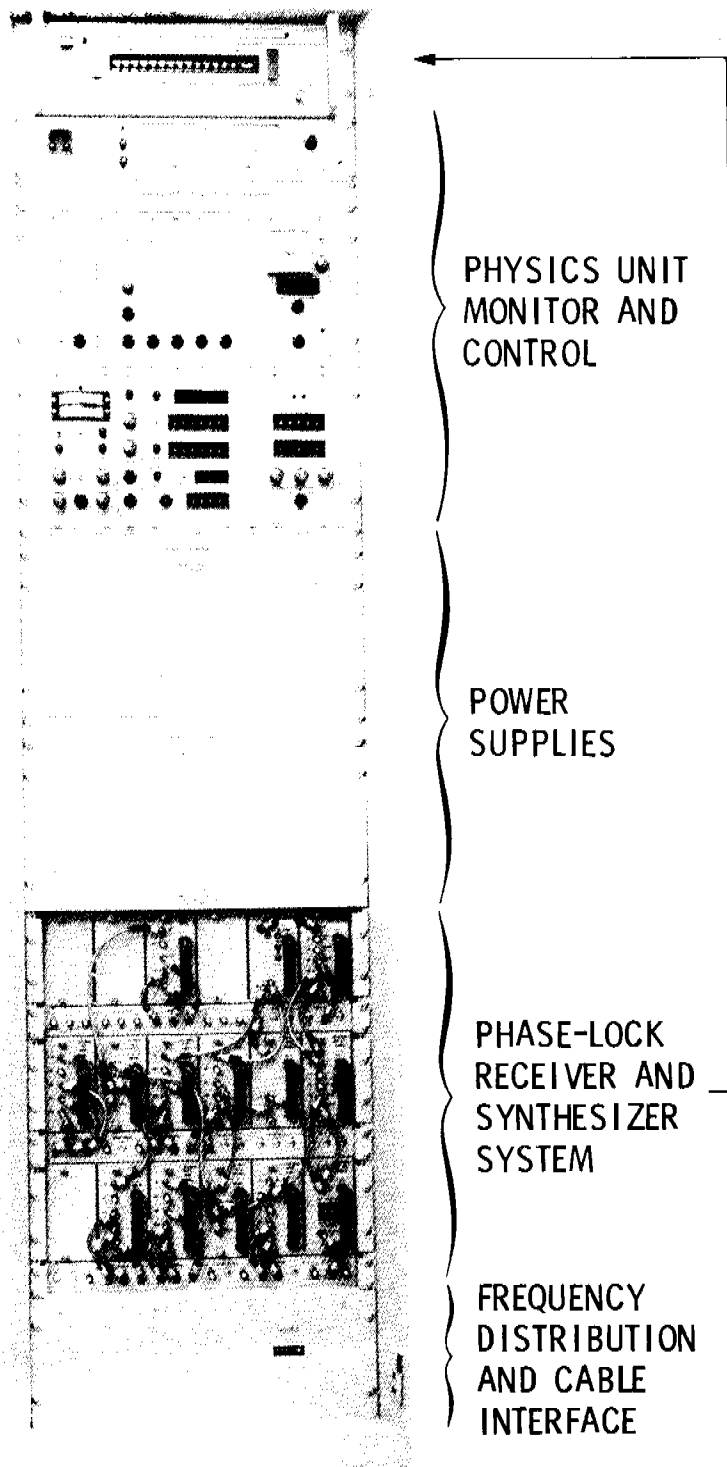 PHYSICS UNIT
MONITOR AND
CONTROL
POWER
SUPPLIES
PHASE-LOCK
RECEIVER AND
SYNTHESIZER
SYSTEM
FREQUENCY
DISTRIBUTION
AND CABLE
INTERFACE